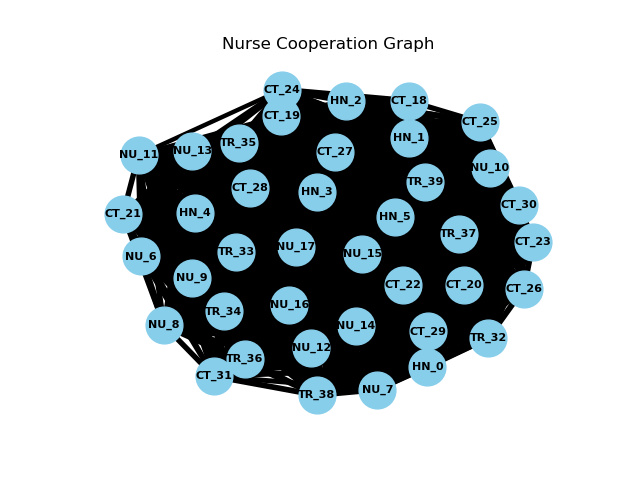 Nurse Cooperation Graph
CT_24
HN_2
CT_18
CT_19
CT_25
HN_1
TR_35
NU_13
CT_27
NU_11
NU_10
TR_39
CT_28
HN_3
CT_30
HN_4
CT_21
HN_5
TR_37
CT_23
NU_17
TR_33
NU_15
NU_6
NU_9
CT_22
CT_20
CT_26
NU_16
TR_34
NU_8
NU_14
CT_29
TR_32
NU_12
TR_36
HN_0
CT_31
NU_7
TR_38